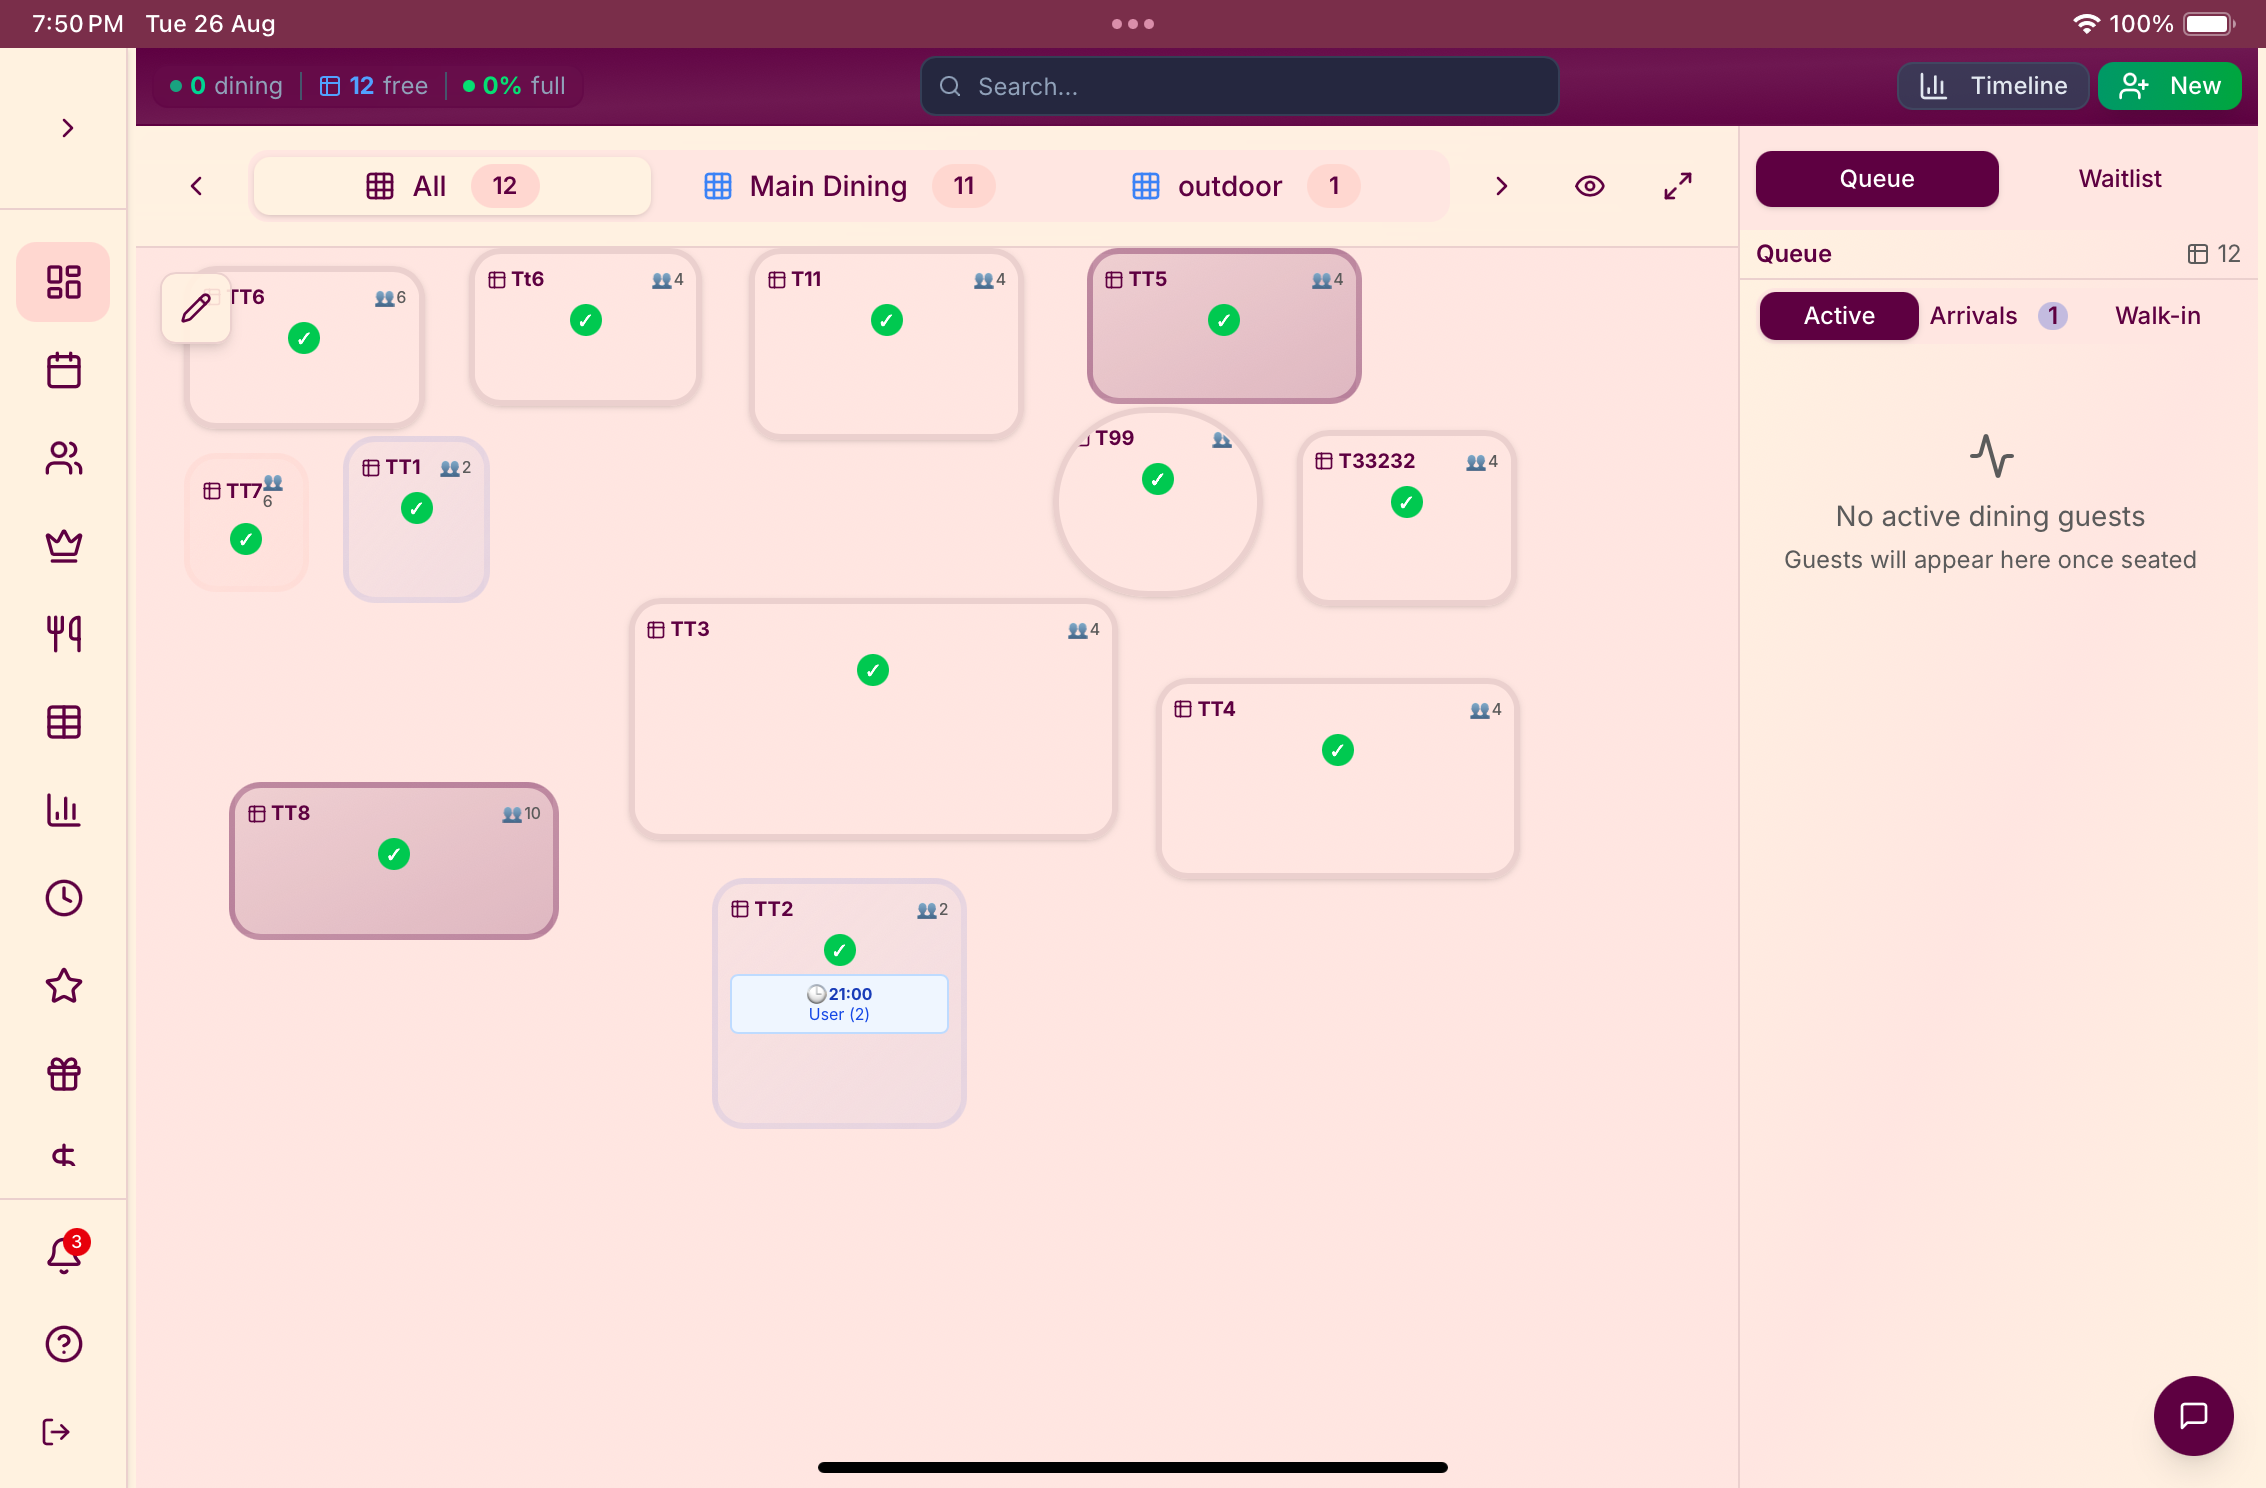 7:50 PM Tue 26 Aug
100%
0 dining
12 free
0% full
Search...
Timeline
New
All 12
Main Dining 11
outdoor 1
Queue
Waitlist
Queue
12
Active
Arrivals 1
Walk-in
No active dining guests
Guests will appear here once seated
TT6 6
Tt6 4
T11 4
TT5 4
TT7 6
TT1 2
T99
T33232 4
TT3 4
TT4 4
TT8 10
TT2 2
21:00
User (2)
3